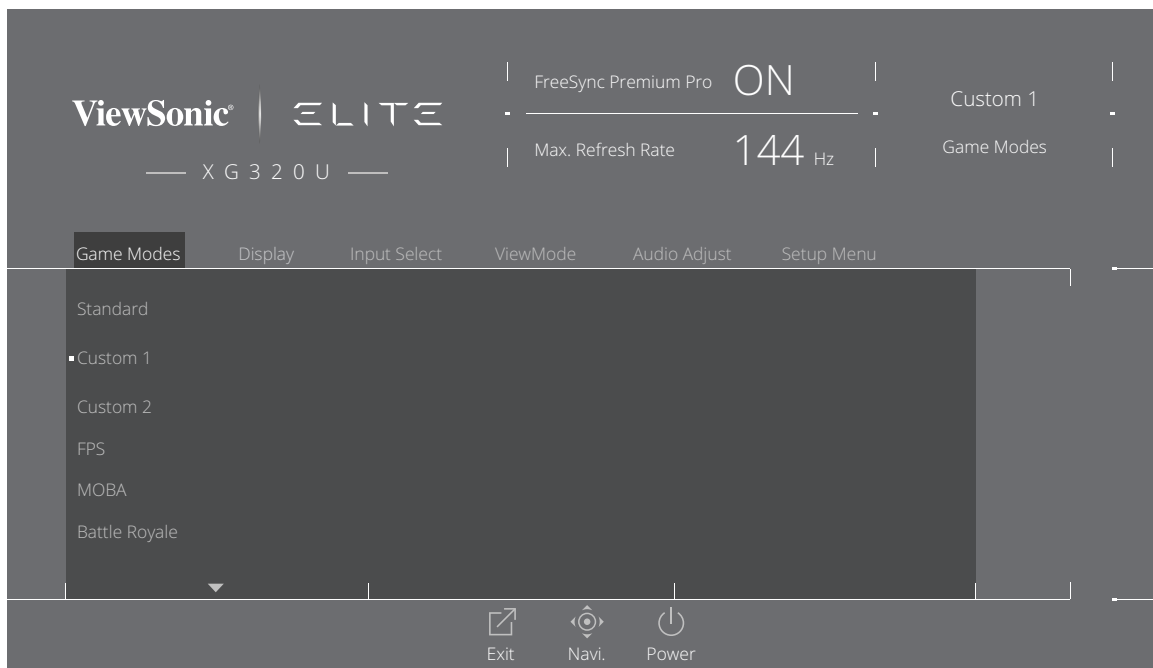 ViewSonic® ELITE
XG320U
FreeSync Premium Pro ON
Max. Refresh Rate 144 Hz
Custom 1
Game Modes
Game Modes Display Input Select ViewMode Audio Adjust Setup Menu
Standard
Custom 1
Custom 2
FPS
MOBA
Battle Royale
Exit Navi. Power